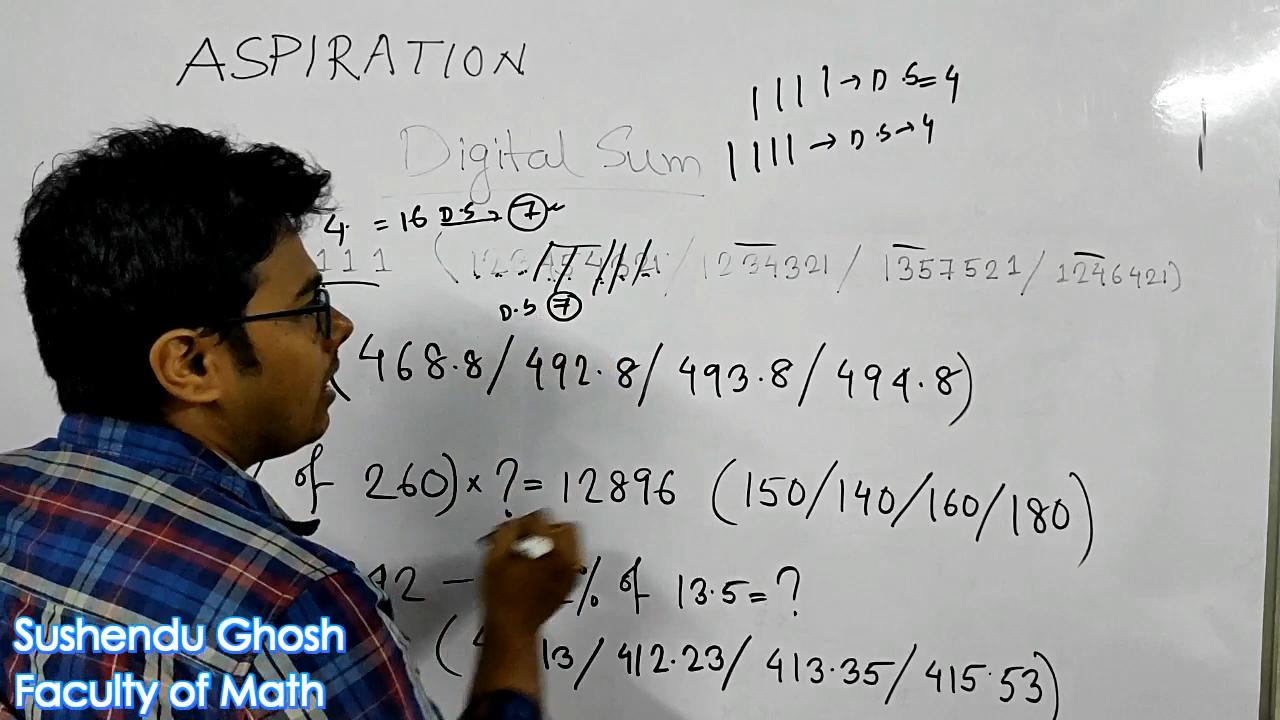 ASPIRATION
1111 → D.S = 4
1111 → D.S → 4
Digital Sum
4. = 16 D.S → 7
111 ( / 1234321 / 1357521 / 1246421)
D.S 7
(468.8 / 492.8 / 493.8 / 494.8)
of 260) × ? = 12896 (150/140/160/180)
12 – % of 13.5 = ?
( 13 / 412.23 / 413.35 / 415.53)
Sushendu Ghosh
Faculty of Math